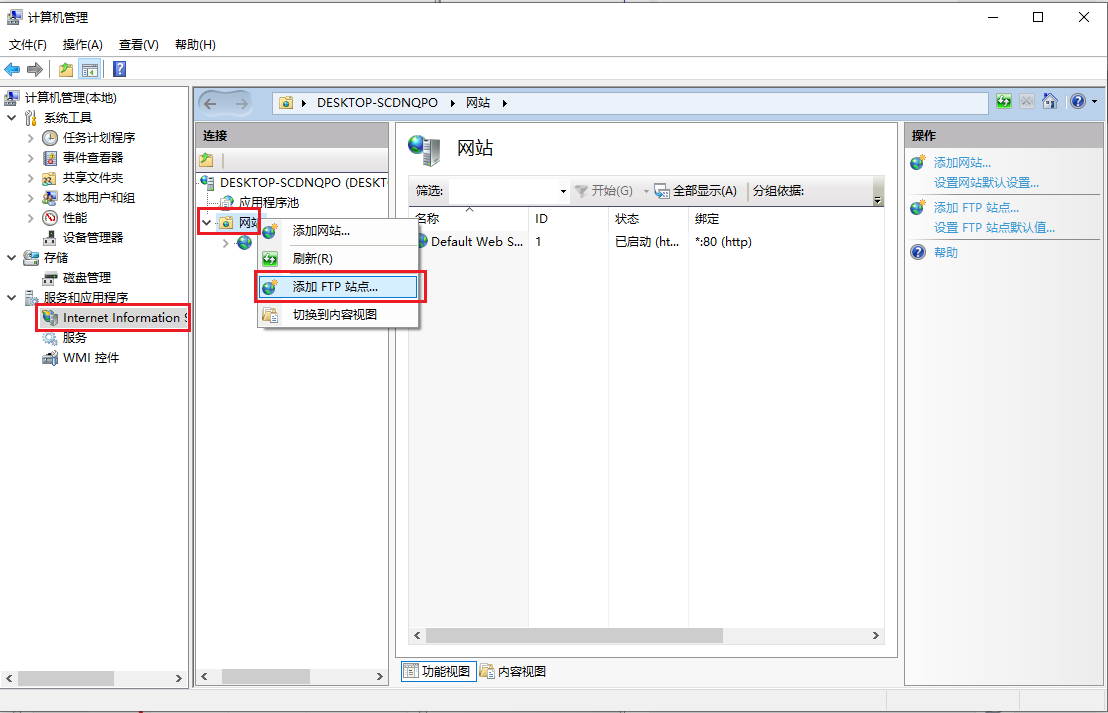 计算机管理
文件(F) 操作(A) 查看(V) 帮助(H)
计算机管理(本地)
系统工具
任务计划程序
事件查看器
共享文件夹
本地用户和组
性能
设备管理器
存储
磁盘管理
服务和应用程序
Internet Information S
服务
WMI 控件
DESKTOP-SCDNQPO 网站
连接
DESKTOP-SCDNQPO (DESKT
应用程序池
网站
添加网站...
刷新(R)
添加 FTP 站点...
切换到内容视图
网站
筛选: 开始(G) 全部显示(A) 分组依据:
名称 ID 状态 绑定
Default Web S... 1 已启动 (ht... *:80 (http)
功能视图 内容视图
操作
添加网站...
设置网站默认设置...
添加 FTP 站点...
设置 FTP 站点默认值...
帮助